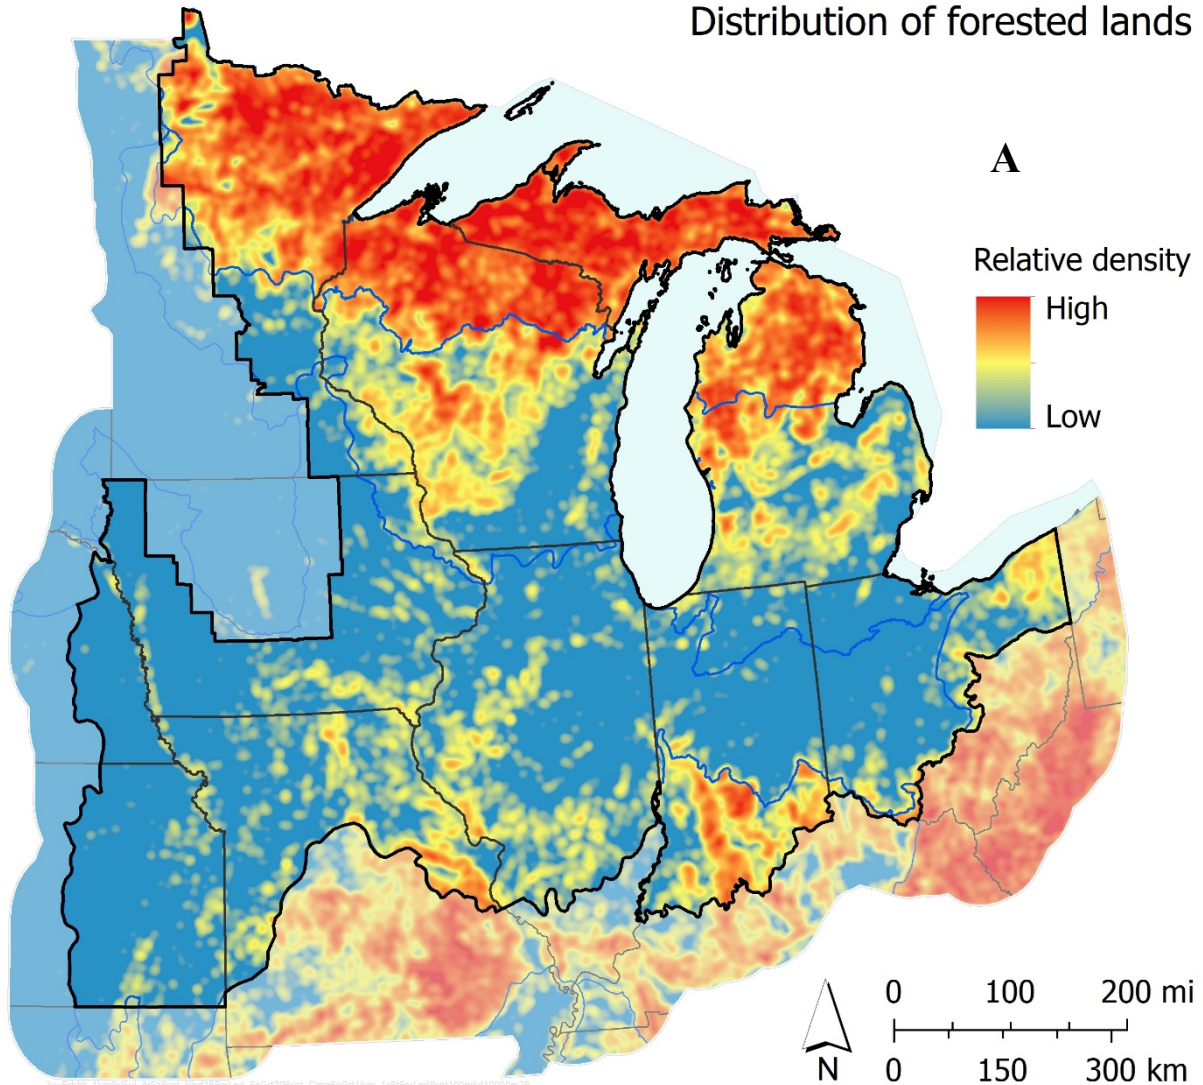 Distribution of forested lands
A
Relative density
High
Low
0 100 200 mi
N
0 150 300 km